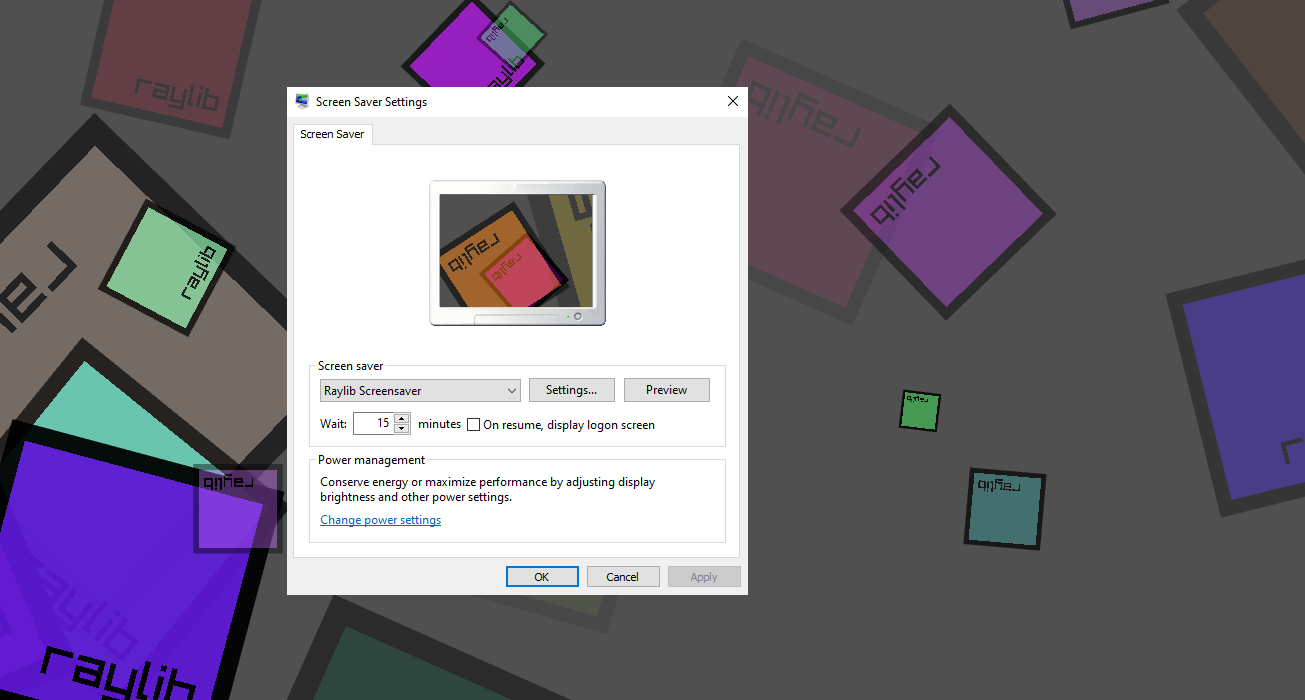 raylib
raylib
raylib
Screen Saver Settings
Screen Saver
raylib
raylib
raylib
raylib
raylib
raylib
Screen saver
Raylib Screensaver
Settings...
Preview
Wait: 15 minutes On resume, display logon screen
raylib
Power management
Conserve energy or maximize performance by adjusting display
brightness and other power settings.
Change power settings
raylib
raylib
OK
Cancel
Apply
raylib
raylib